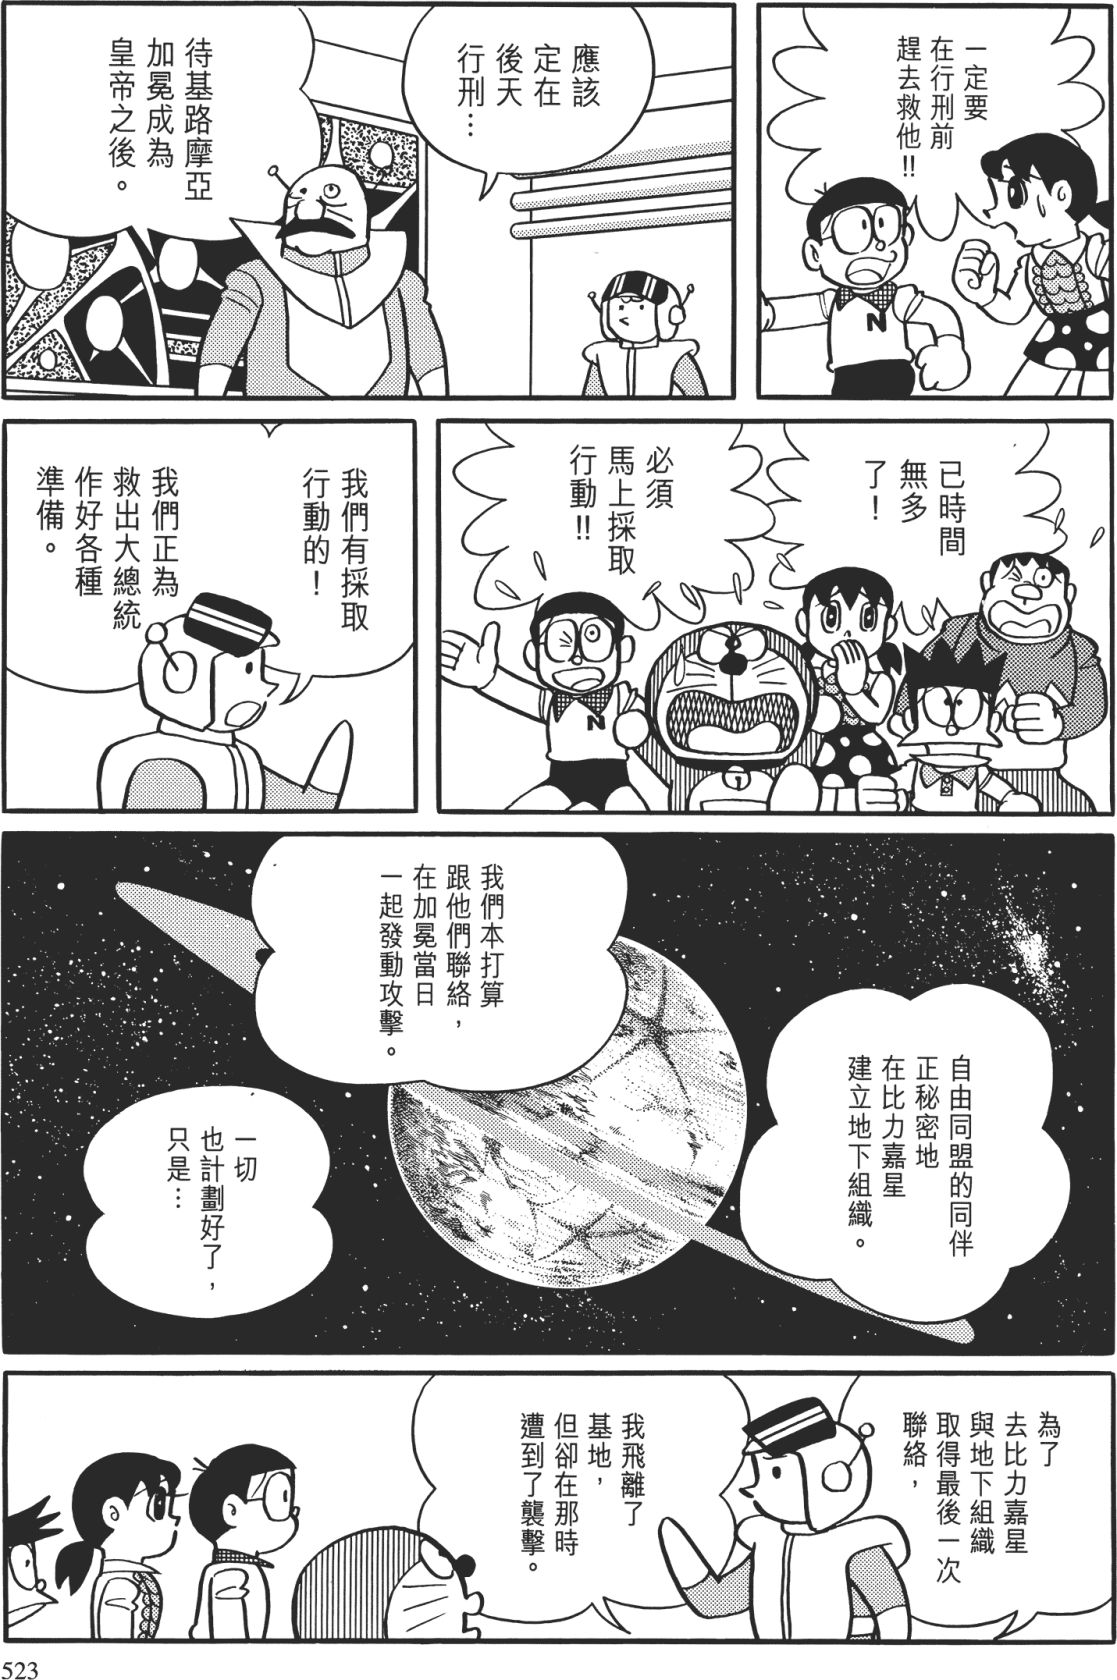 一定要
在行刑前
趕去救他!!
應該
定在
後天
行刑…
待基路摩亞
加冕成為
皇帝之後。
N
已時間
無多
了！
必須
馬上採取
行動!!
N
我們有採取
行動的！
我們正為
救出大總統
作好各種
準備。
自由同盟的同伴
正秘密地
在比力嘉星
建立地下組織。
我們本打算
跟他們聯絡，
在加冕當日
一起發動攻擊。
一切
也計劃好了，
只是…
為了
去比力嘉星
與地下組織
取得最後一次
聯絡，
我飛離了
基地，
但卻在那時
遭到了襲擊。
523